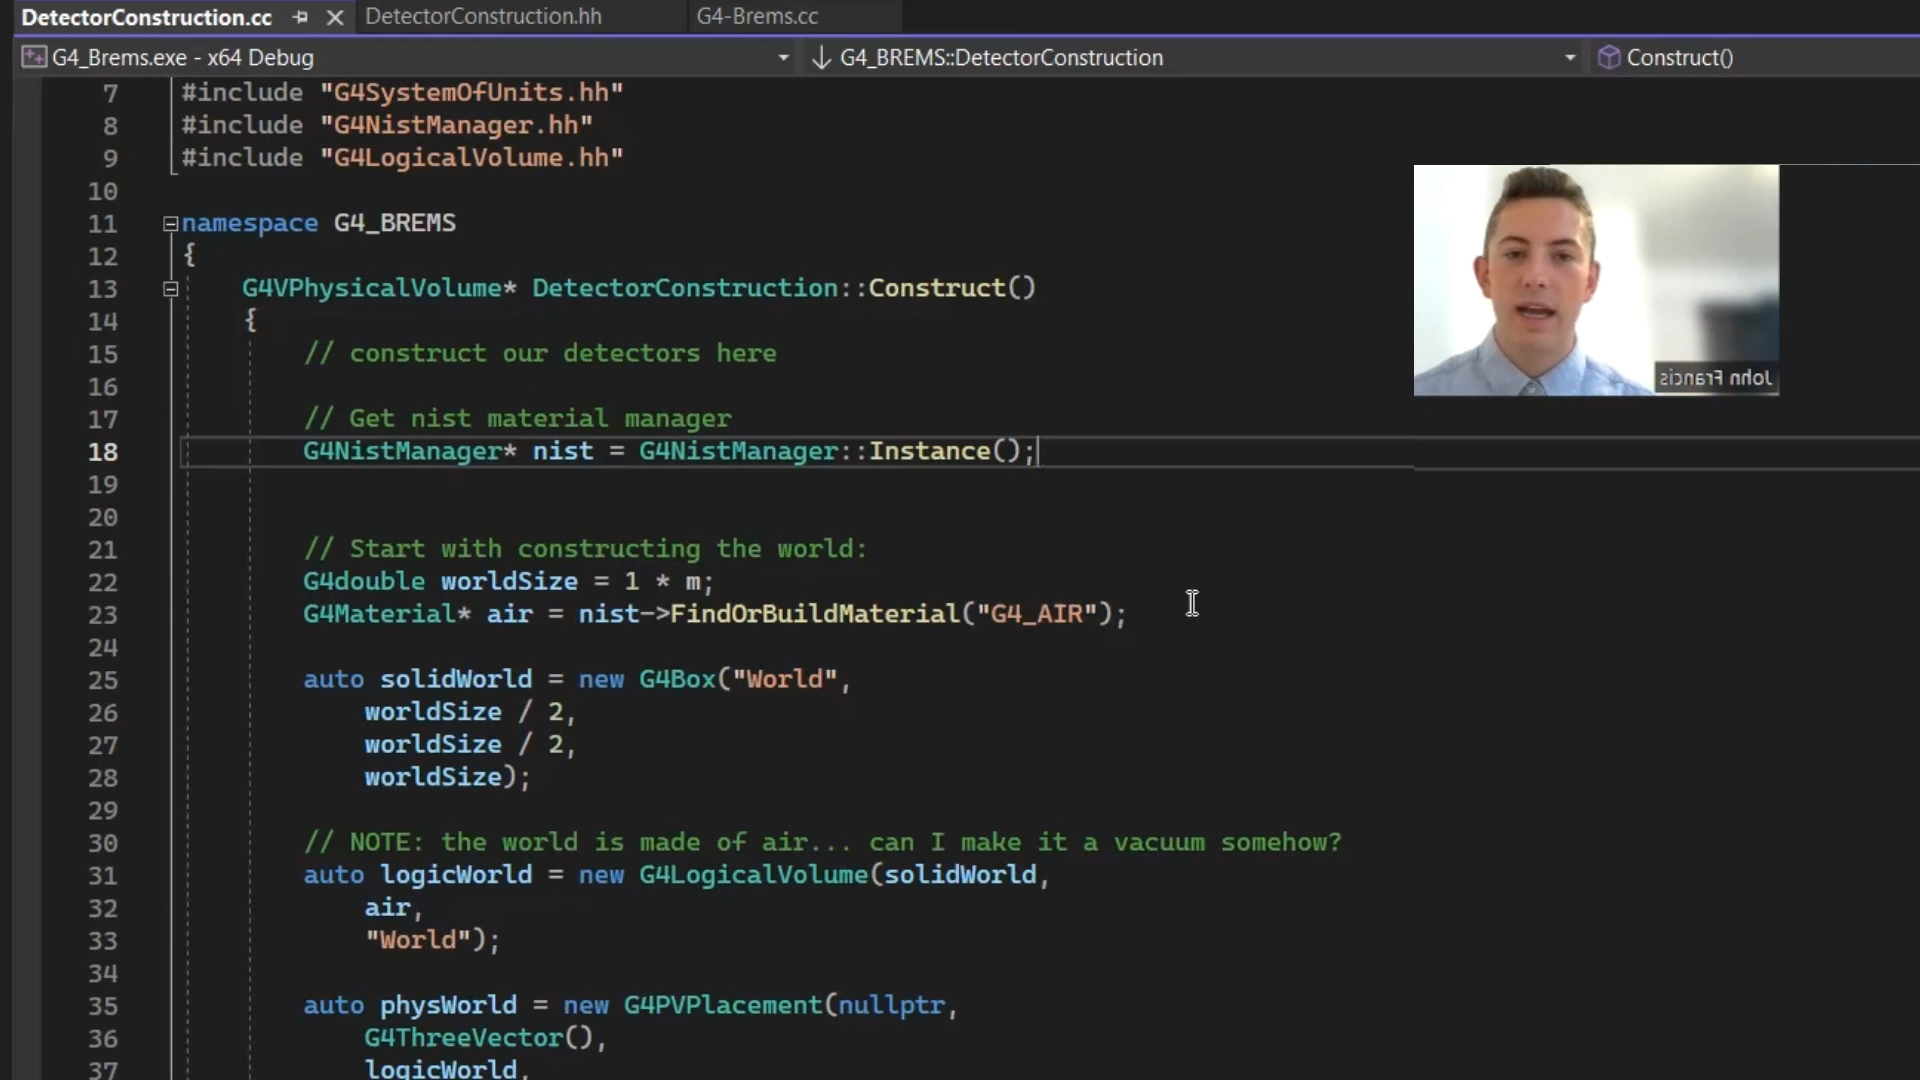 DetectorConstruction.cc DetectorConstruction.hh G4-Brems.cc
G4_Brems.exe - x64 Debug G4_BREMS::DetectorConstruction Construct()
7 #include "G4SystemOfUnits.hh"
8 #include "G4NistManager.hh"
9 #include "G4LogicalVolume.hh"
10
11 namespace G4_BREMS
12 {
13 G4VPhysicalVolume* DetectorConstruction::Construct()
14 {
15 // construct our detectors here
16
17 // Get nist material manager
18 G4NistManager* nist = G4NistManager::Instance();
19
20
21 // Start with constructing the world:
22 G4double worldSize = 1 * m;
23 G4Material* air = nist->FindOrBuildMaterial("G4_AIR");
24
25 auto solidWorld = new G4Box("World",
26 worldSize / 2,
27 worldSize / 2,
28 worldSize);
29
30 // NOTE: the world is made of air... can I make it a vacuum somehow?
31 auto logicWorld = new G4LogicalVolume(solidWorld,
32 air,
33 "World");
34
35 auto physWorld = new G4PVPlacement(nullptr,
36 G4ThreeVector(),
37 logicWorld,
John Francis